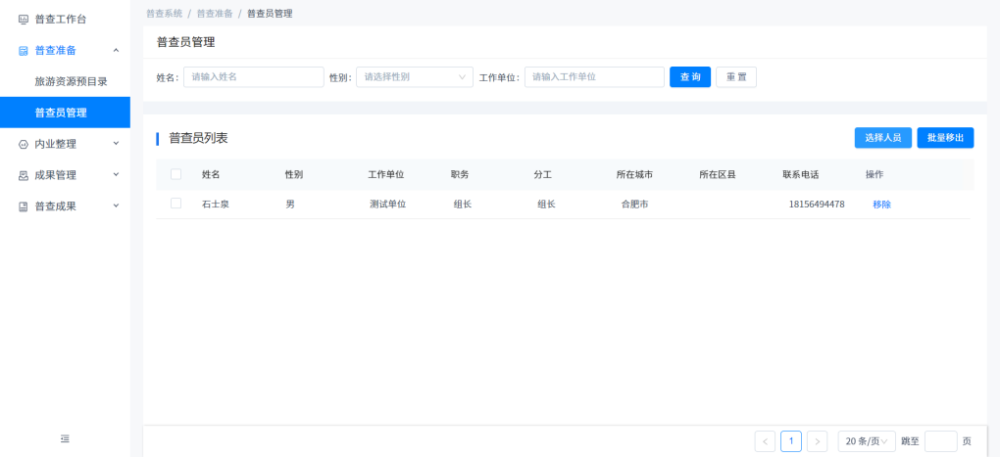 普查工作台
普查准备
旅游资源预目录
普查员管理
内业整理
成果管理
普查成果
普查系统 / 普查准备 / 普查员管理
普查员管理
姓名: 请输入姓名 性别: 请选择性别 工作单位: 请输入工作单位 查 询 重 置
普查员列表 选择人员 批量移出
姓名 性别 工作单位 职务 分工 所在城市 所在区县 联系电话 操作
石士泉 男 测试单位 组长 组长 合肥市 18156494478 移除
< 1 > 20 条/页 跳至 页